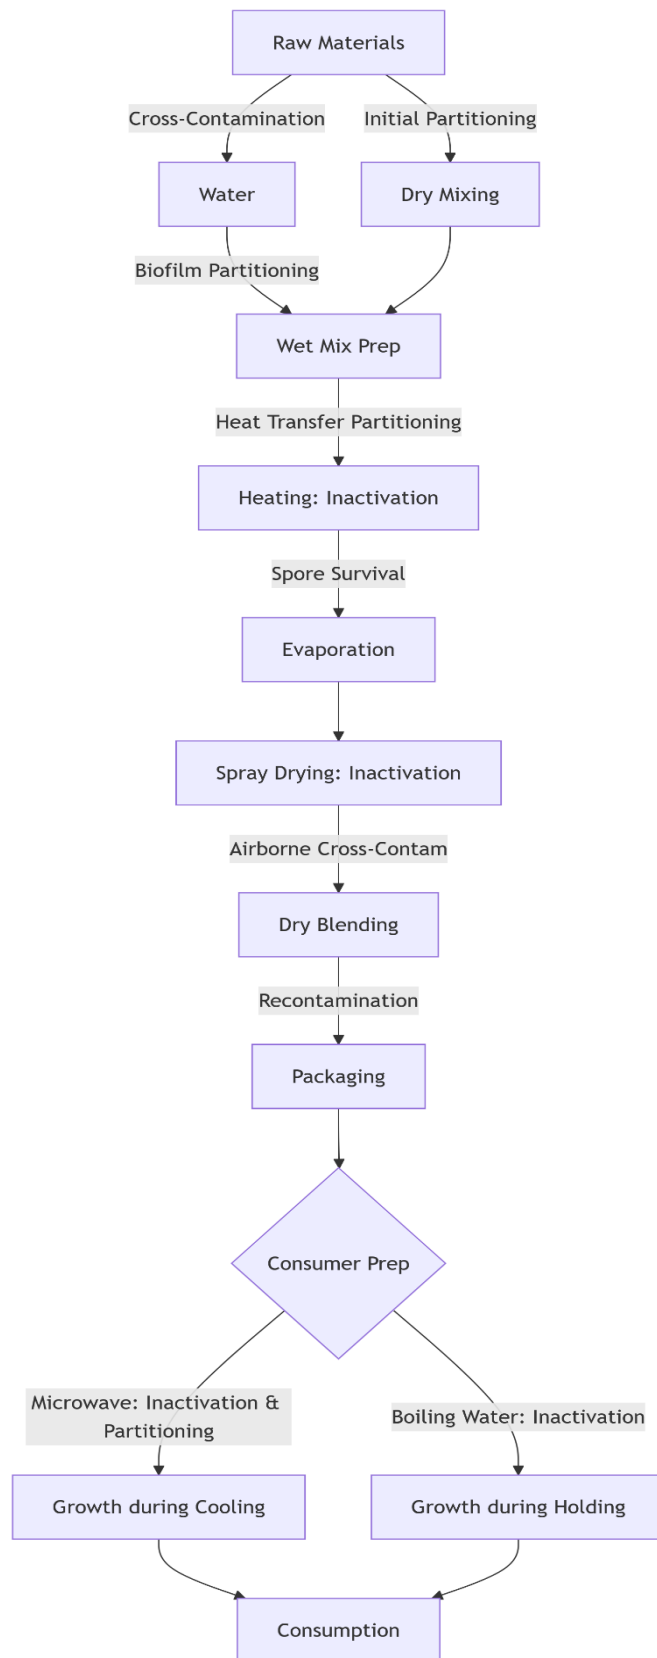 Raw Materials
Cross-Contamination
Initial Partitioning
Water
Dry Mixing
Biofilm Partitioning
Wet Mix Prep
Heat Transfer Partitioning
Heating: Inactivation
Spore Survival
Evaporation
Spray Drying: Inactivation
Airborne Cross-Contam
Dry Blending
Recontamination
Packaging
Consumer Prep
Microwave: Inactivation &
Partitioning
Boiling Water: Inactivation
Growth during Cooling
Growth during Holding
Consumption